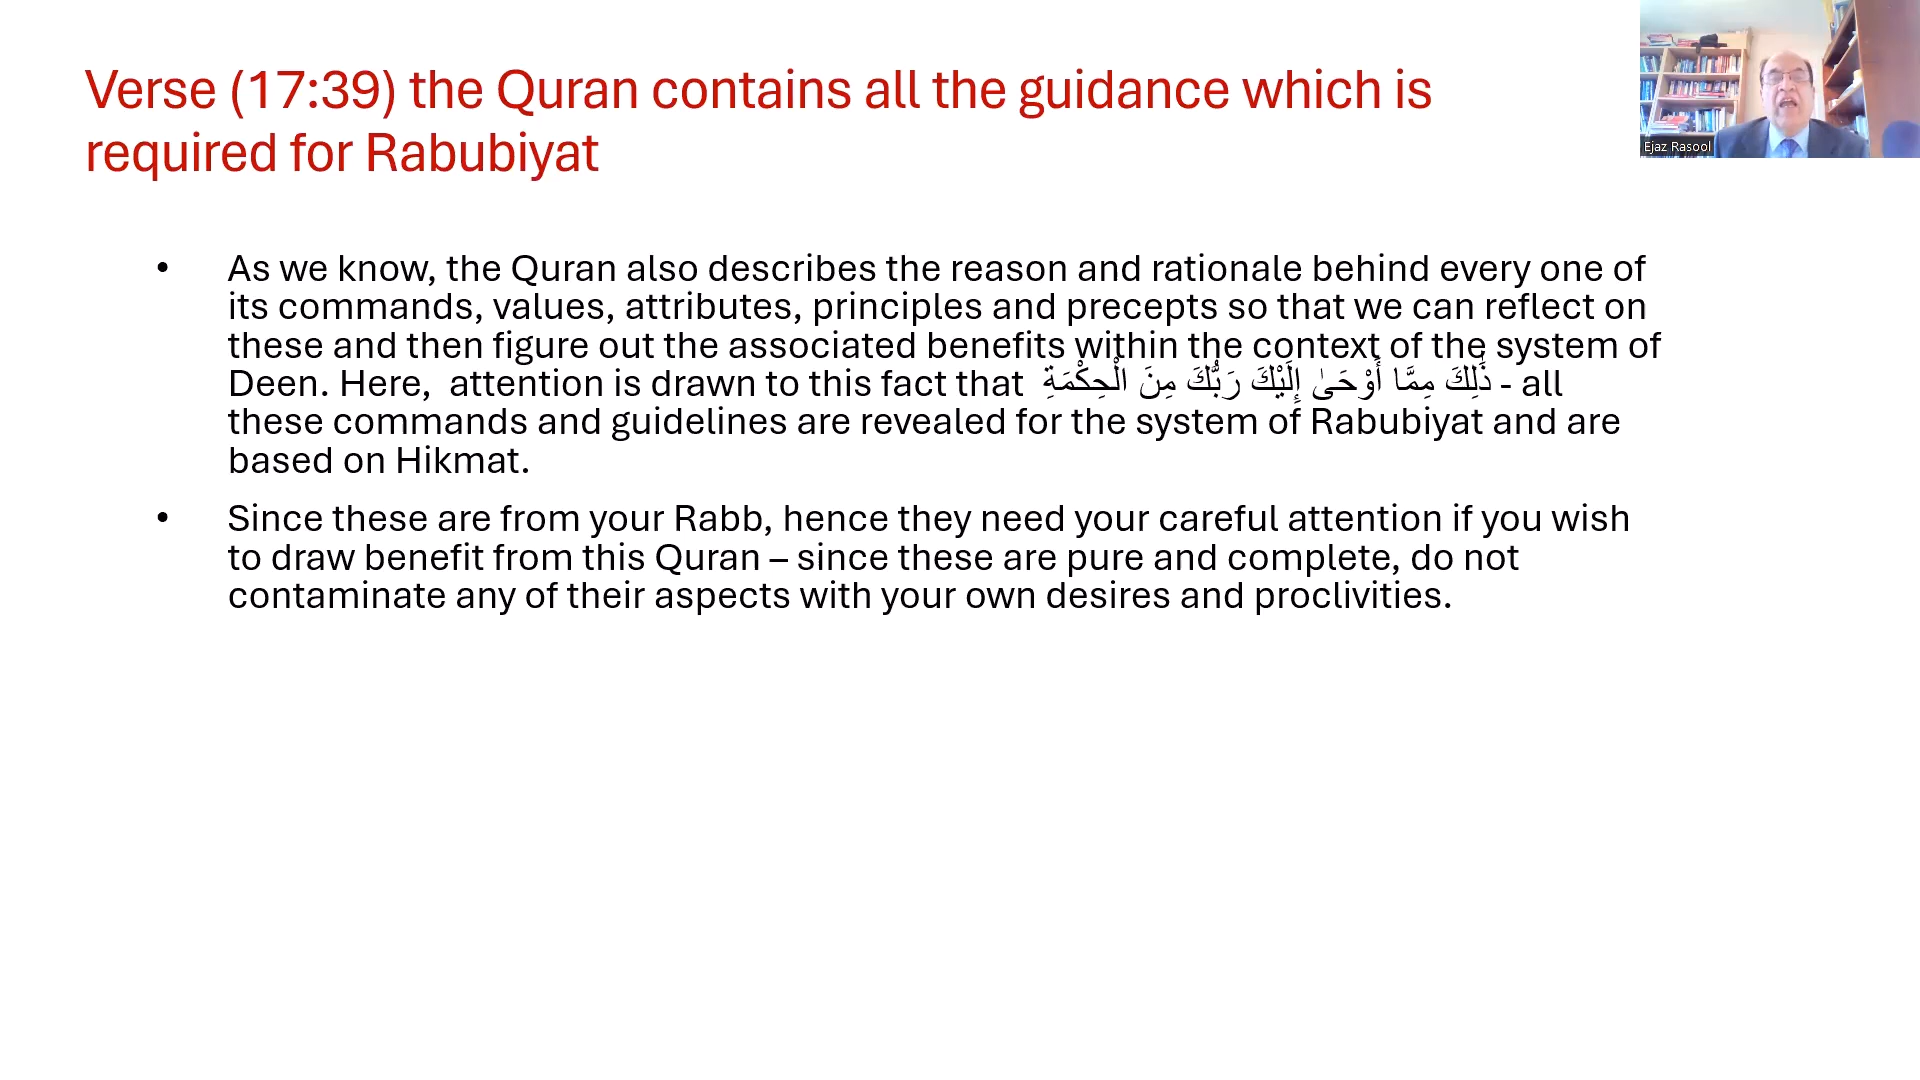 Verse (17:39) the Quran contains all the guidance which is
required for Rabubiyat
Ejaz Rasool
• As we know, the Quran also describes the reason and rationale behind every one of
its commands, values, attributes, principles and precepts so that we can reflect on
these and then figure out the associated benefits within the context of the system of
Deen. Here,  attention is drawn to this fact that ذَٰلِكَ مِمَّا أَوْحَىٰ إِلَيْكَ رَبُّكَ مِنَ الْحِكْمَةِ - all
these commands and guidelines are revealed for the system of Rabubiyat and are
based on Hikmat.
• Since these are from your Rabb, hence they need your careful attention if you wish
to draw benefit from this Quran – since these are pure and complete, do not
contaminate any of their aspects with your own desires and proclivities.